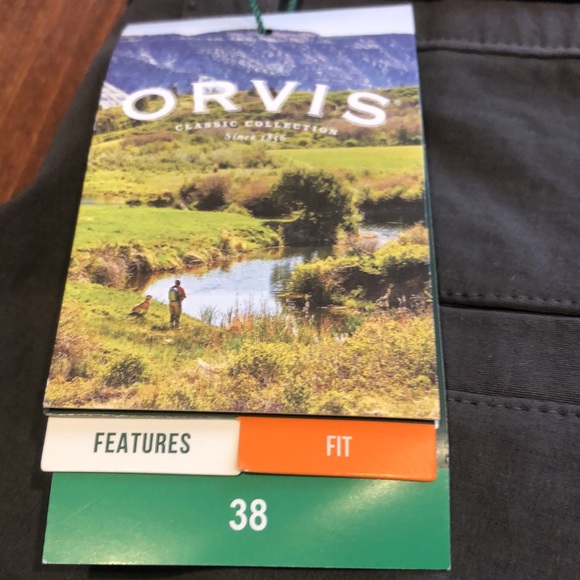 ORVIS
CLASSIC COLLECTION
Since 1856
FEATURES
FIT
38